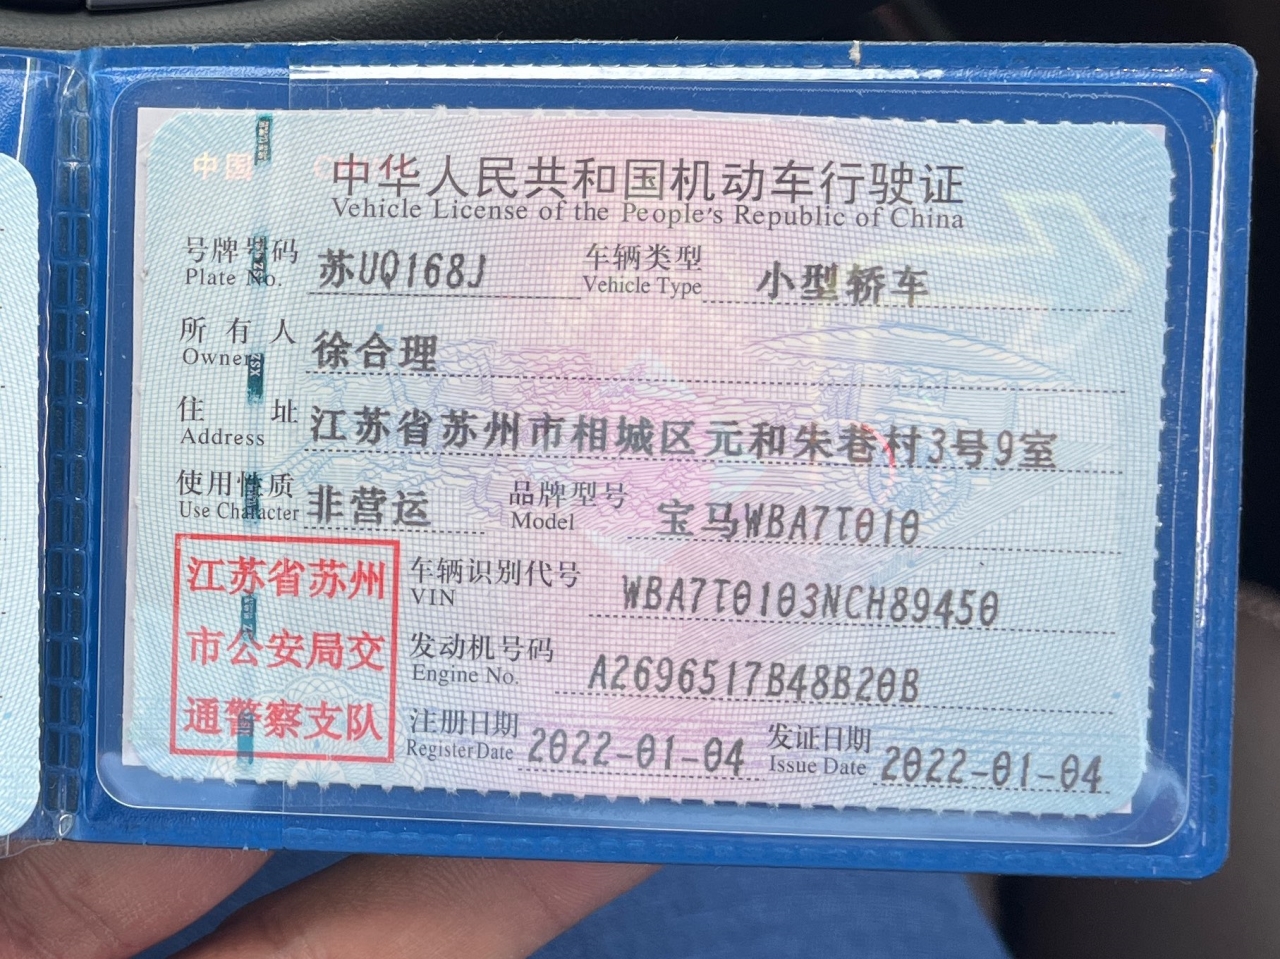 中国
中华人民共和国机动车行驶证
Vehicle License of the People's Republic of China
号牌号码 苏UQ168J 车辆类型 小型轿车
Plate No. Vehicle Type
所有人 徐合理
Owner
住址 江苏省苏州市相城区元和朱巷村3号9室
Address
使用性质 非营运 品牌型号 宝马WBA7T010
Use Character Model
江苏省苏州
市公安局交
通警察支队
车辆识别代号 WBA7T0103NCH89450
VIN
发动机号码 A2696517B48B20B
Engine No.
注册日期 2022-01-04 发证日期 2022-01-04
Register Date Issue Date